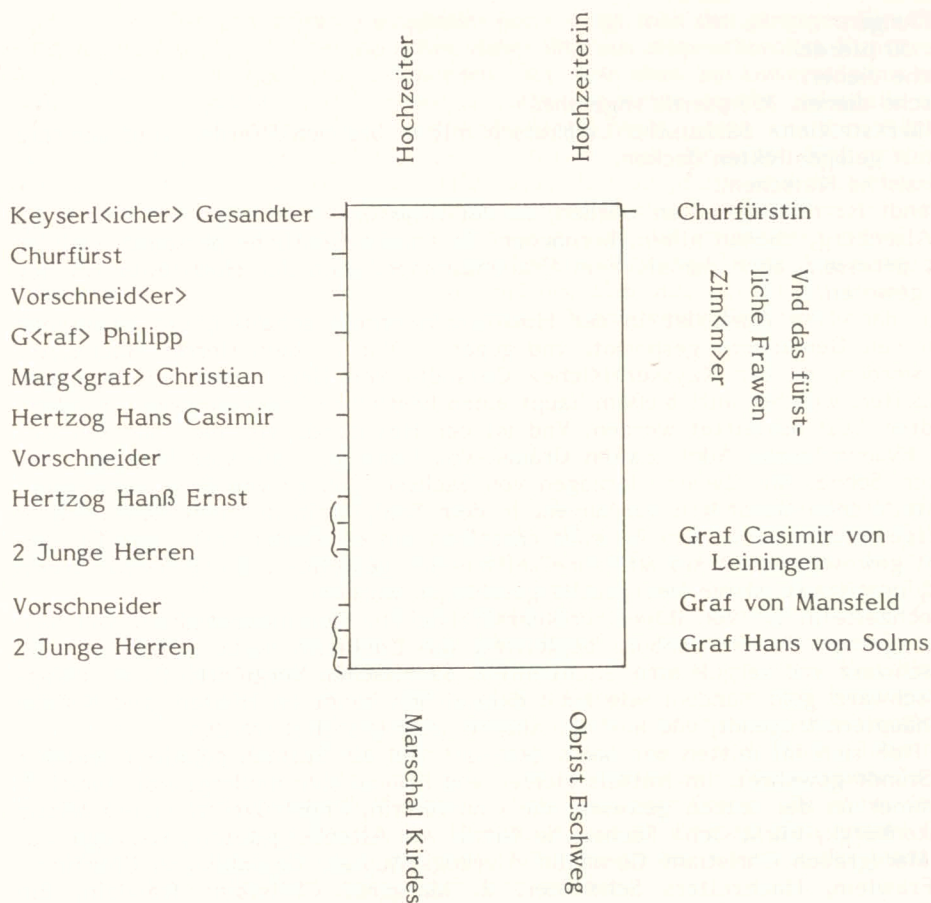 Hochzeiter
Hochzeiterin
Keyserl<icher> Gesandter
Churfürst
Vorschneid<er>
G<raf> Philipp
Marg<graf> Christian
Hertzog Hans Casimir
Vorschneider
Hertzog Hanß Ernst
2 Junge Herren
Vorschneider
2 Junge Herren
Churfürstin
Vnd das fürst-
liche Frawen
Zim<m>er
Graf Casimir von
Leiningen
Graf von Mansfeld
Graf Hans von Solms
Marschal Kirdes
Obrist Eschweg